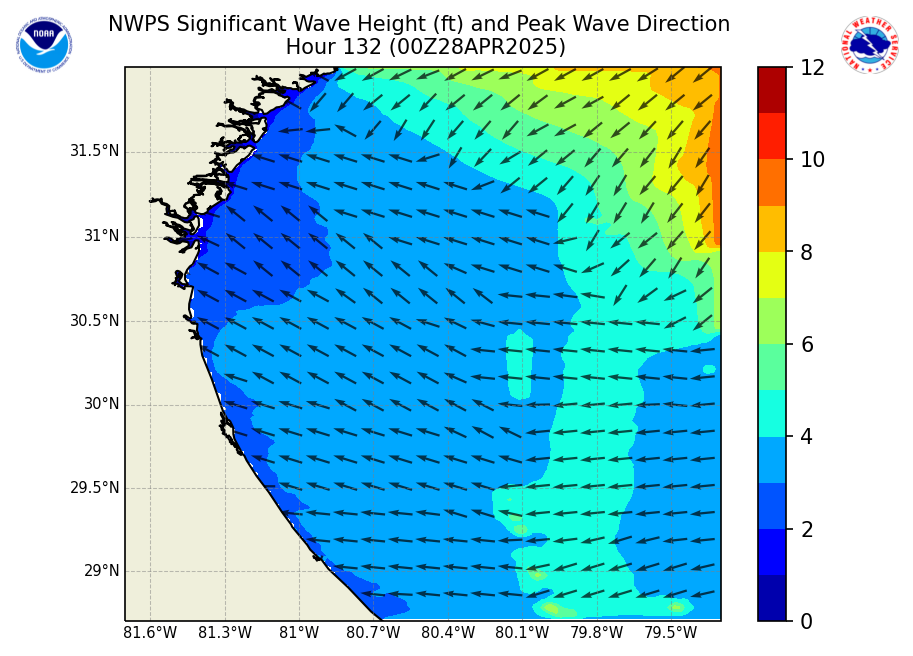 NWPS Significant Wave Height (ft) and Peak Wave Direction
Hour 132 (00Z28APR2025)
NOAA
NATIONAL WEATHER SERVICE
31.5°N
31°N
30.5°N
30°N
29.5°N
29°N
81.6°W 81.3°W 81°W 80.7°W 80.4°W 80.1°W 79.8°W 79.5°W
12
10
8
6
4
2
0